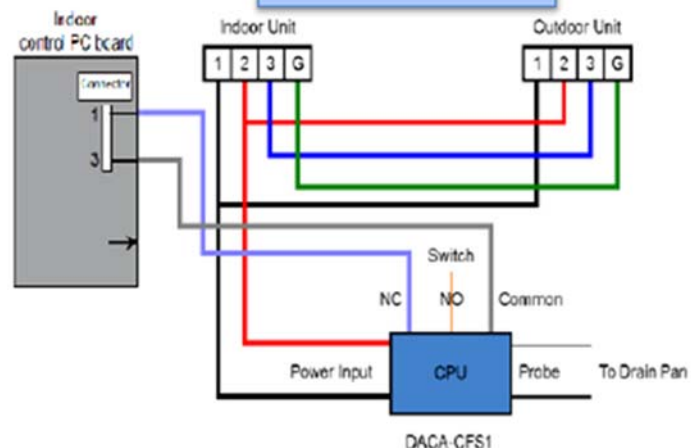 Indoor
control PC board
Connector
1
3
Indoor Unit
1 2 3 G
Outdoor Unit
1 2 3 G
Switch
NC NO Common
Power Input CPU Probe To Drain Pan
DACA-CFS1